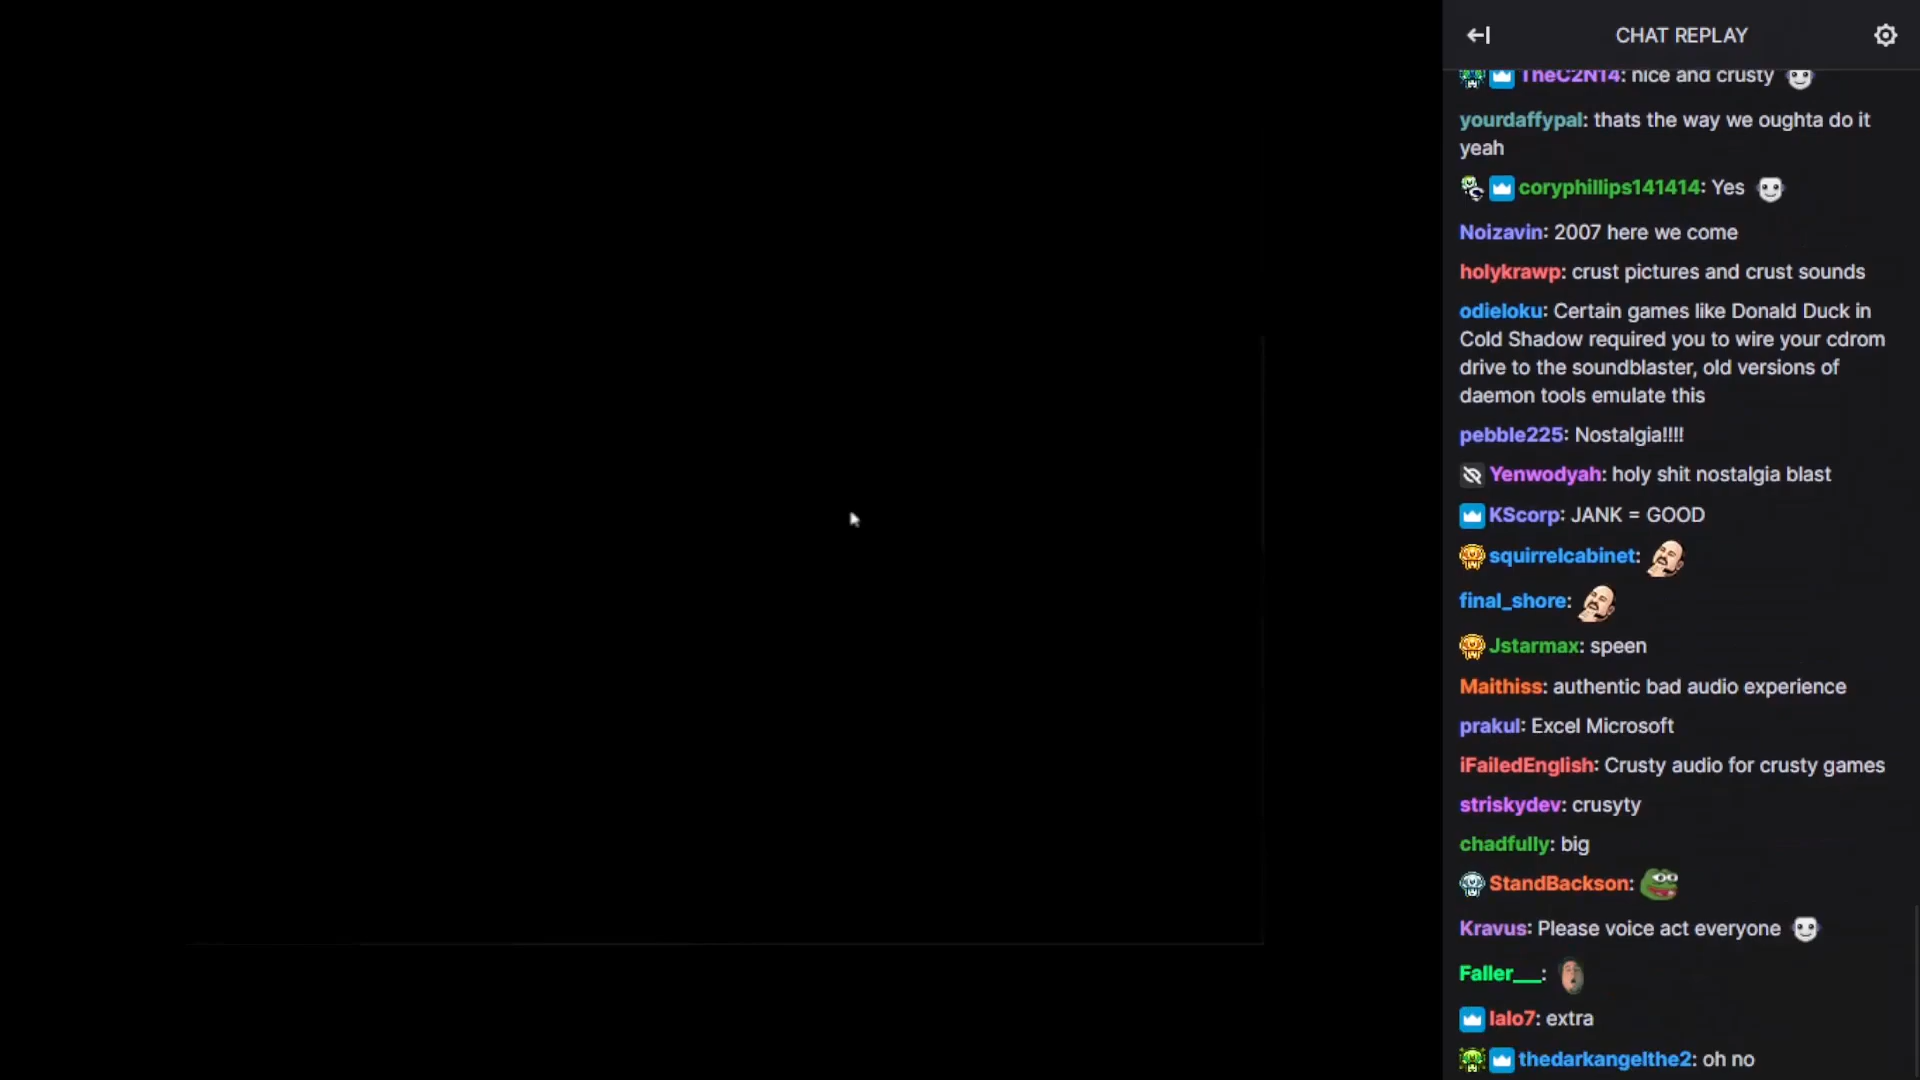 CHAT REPLAY
TheC2N14: nice and crusty
yourdaffypal: thats the way we oughta do it
yeah
coryphillips141414: Yes
Noizavin: 2007 here we come
holykrawp: crust pictures and crust sounds
odieloku: Certain games like Donald Duck in
Cold Shadow required you to wire your cdrom
drive to the soundblaster, old versions of
daemon tools emulate this
pebble225: Nostalgia!!!!
Yenwodyah: holy shit nostalgia blast
KScorp: JANK = GOOD
squirrelcabinet:
final_shore:
Jstarmax: speen
Maithiss: authentic bad audio experience
prakul: Excel Microsoft
iFailedEnglish: Crusty audio for crusty games
striskydev: crusyty
chadfully: big
StandBackson:
Kravus: Please voice act everyone
Faller___:
lalo7: extra
thedarkangelthe2: oh no